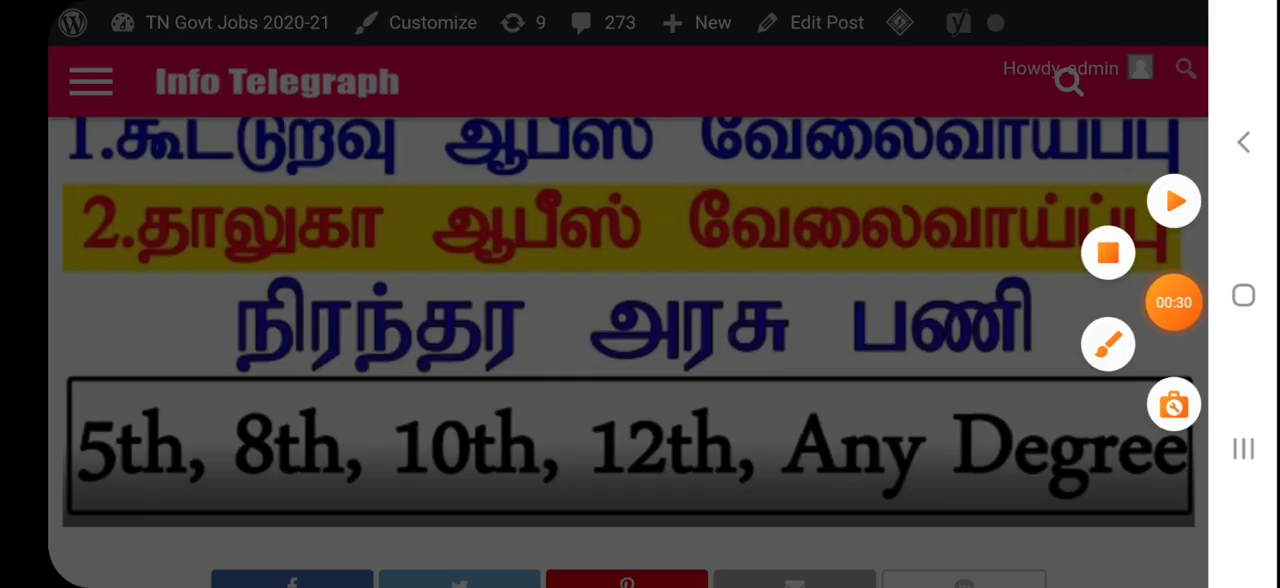 TN Govt Jobs 2020-21 Customize 9 273 New Edit Post
Howdy, admin
Info Telegraph
1.கூட்டுறவு ஆபீஸ் வேலைவாய்ப்பு
2.தாலுகா ஆபீஸ் வேலைவாய்ப்பு
00:30
நிரந்தர அரசு பணி
5th, 8th, 10th, 12th, Any Degree